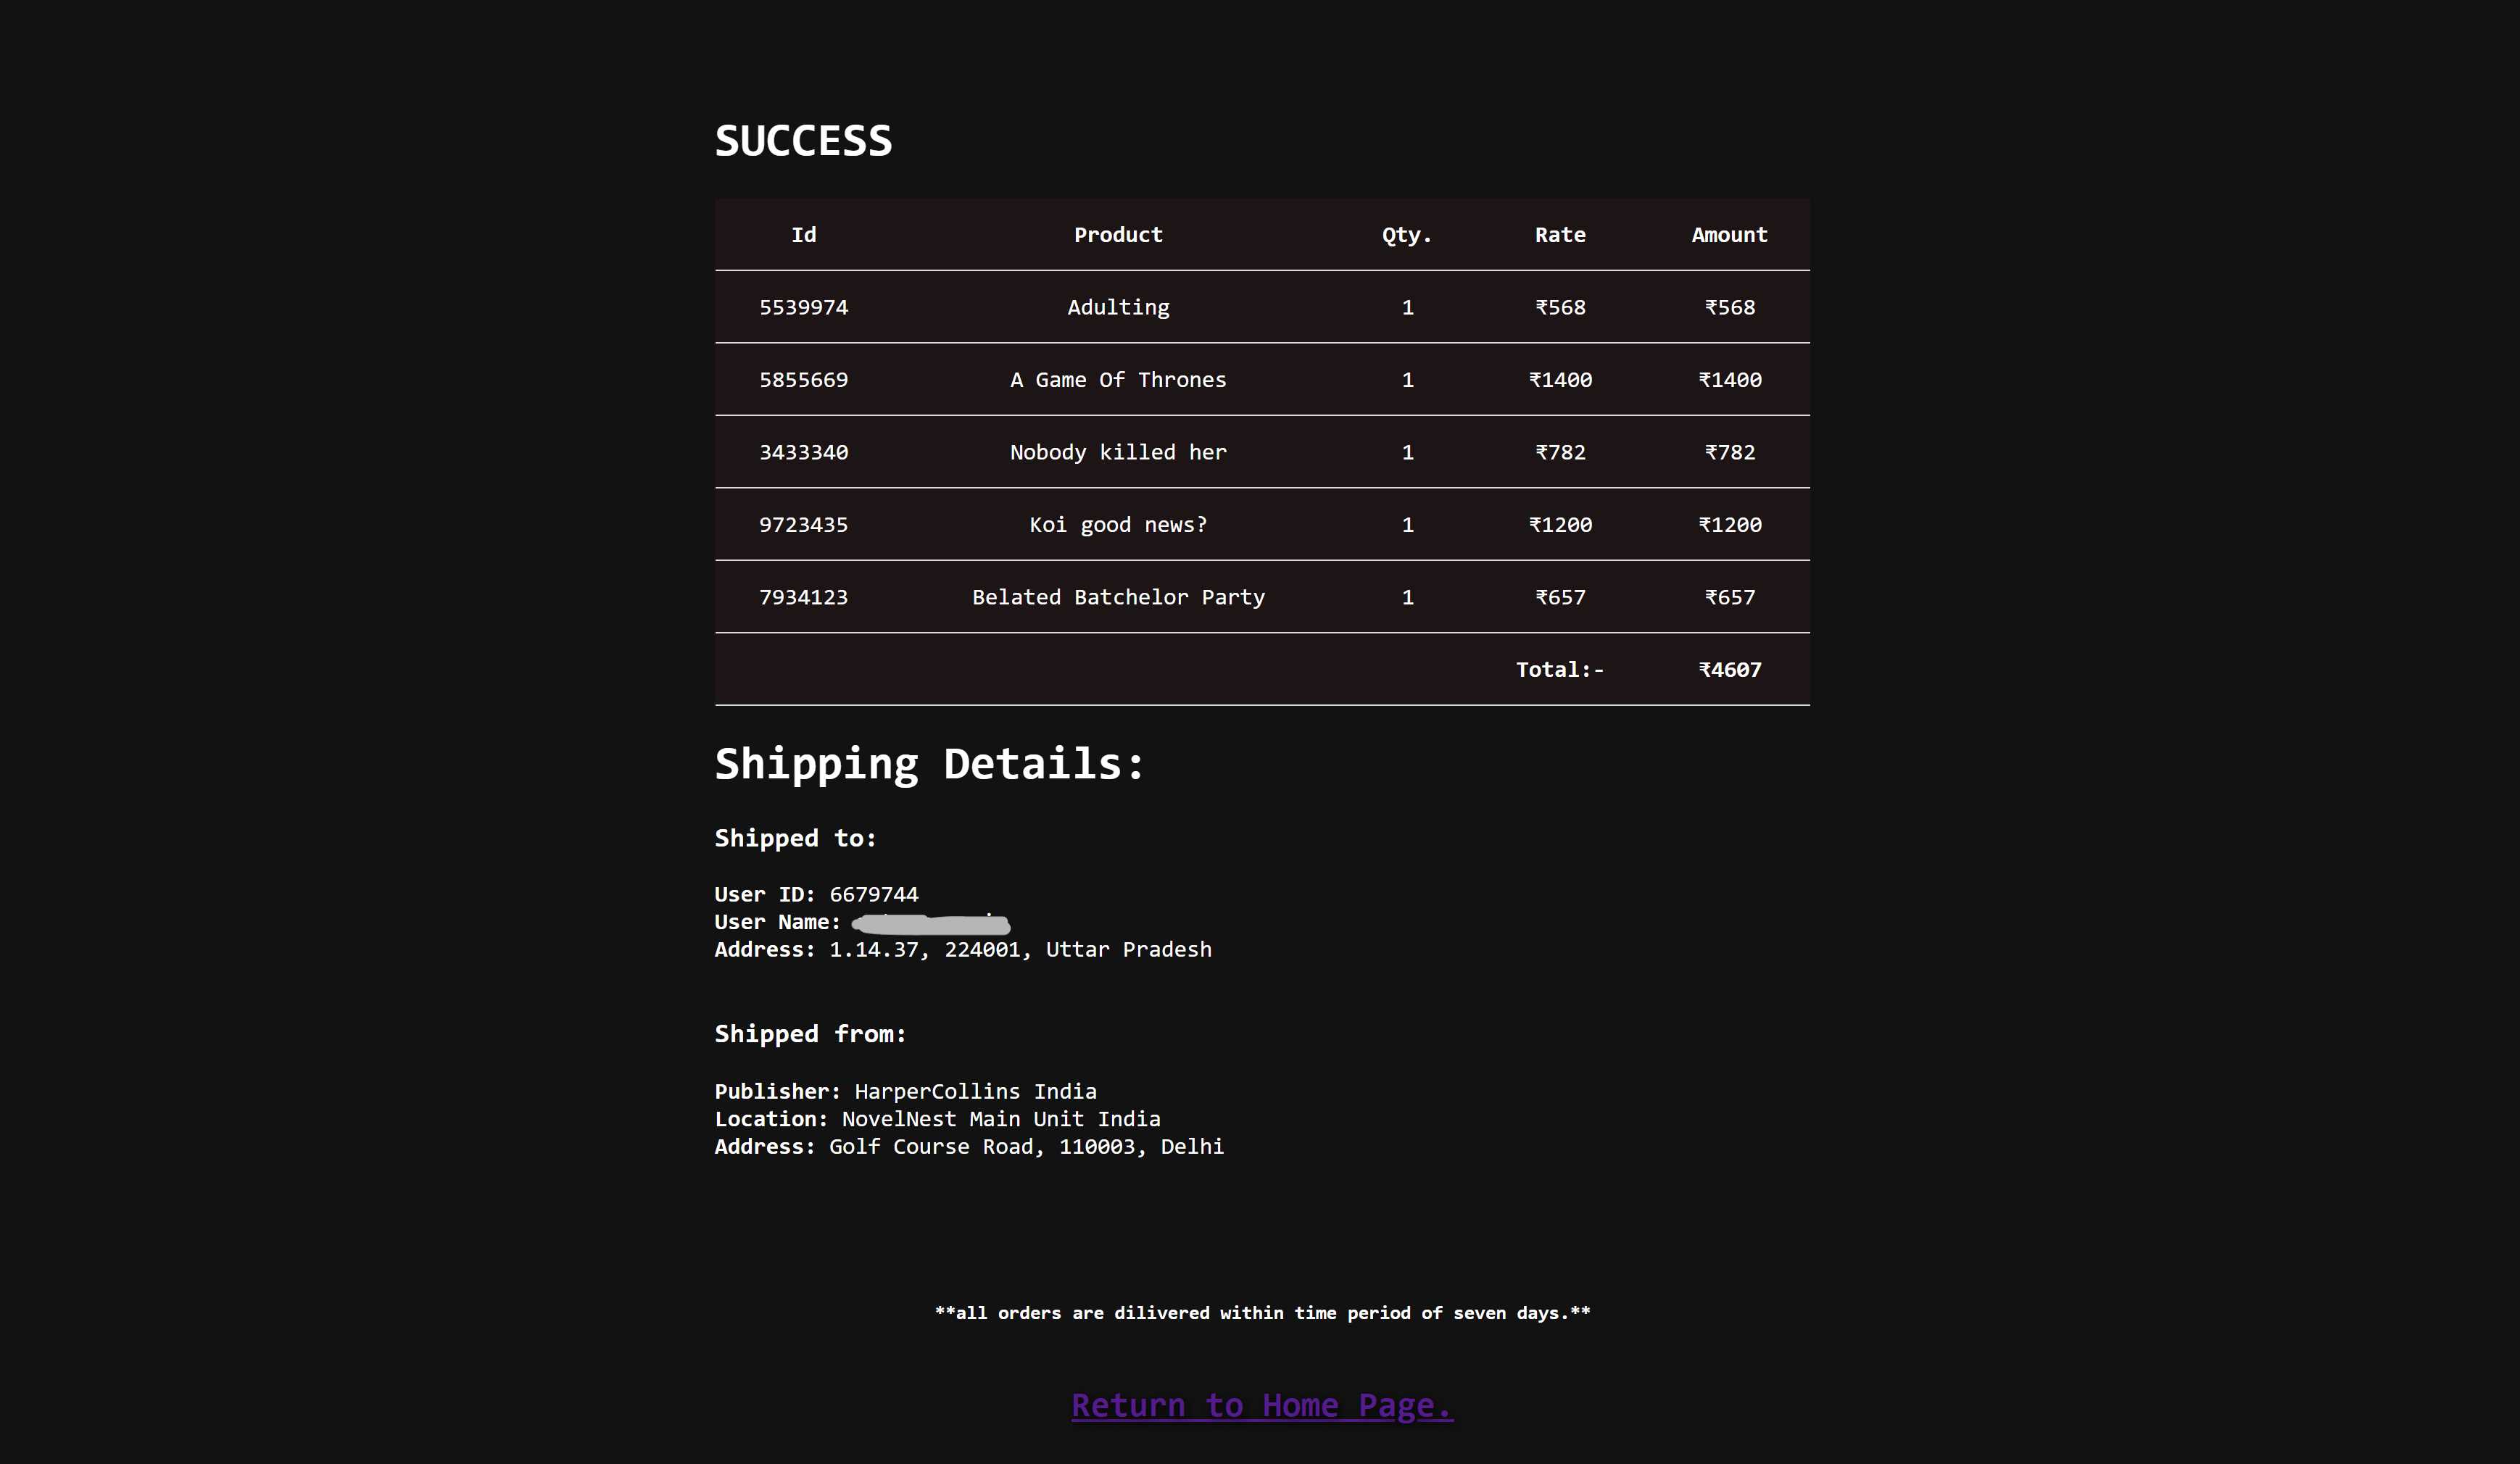 SUCCESS
Id Product Qty. Rate Amount
5539974 Adulting 1 ₹568 ₹568
5855669 A Game Of Thrones 1 ₹1400 ₹1400
3433340 Nobody killed her 1 ₹782 ₹782
9723435 Koi good news? 1 ₹1200 ₹1200
7934123 Belated Batchelor Party 1 ₹657 ₹657
Total:- ₹4607
Shipping Details:
Shipped to:
User ID: 6679744
User Name:
Address: 1.14.37, 224001, Uttar Pradesh
Shipped from:
Publisher: HarperCollins India
Location: NovelNest Main Unit India
Address: Golf Course Road, 110003, Delhi
**all orders are dilivered within time period of seven days.**
Return to Home Page.